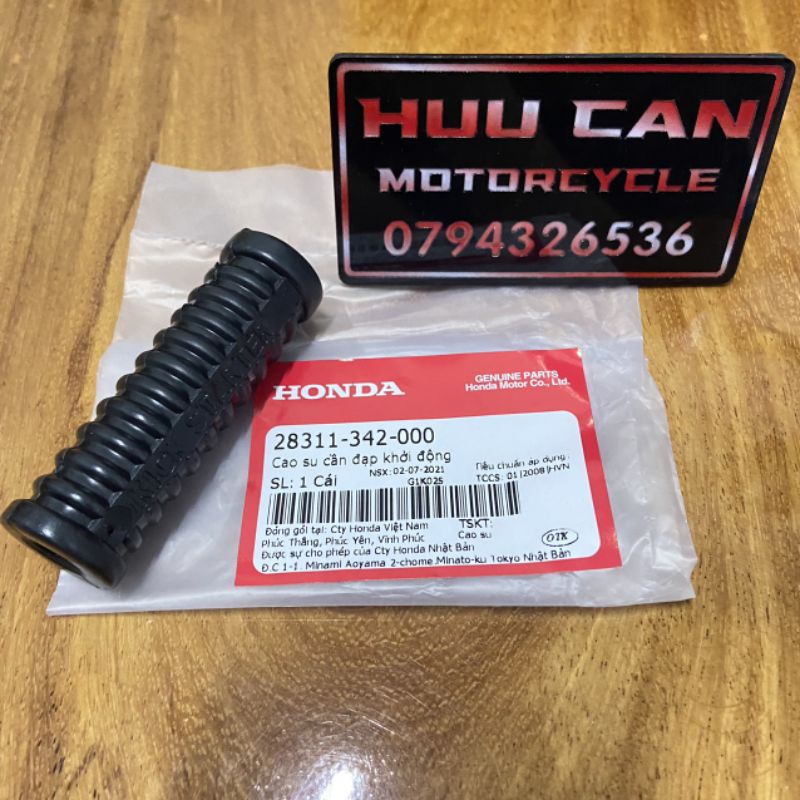 HUU CAN
MOTORCYCLE
0794326536
KICK STARTER
HONDA
GENUINE PARTS
Honda Motor Co., Ltd.
28311-342-000
Cao su cần đạp khởi động
NSX: 02-07-2021
Tiêu chuẩn áp dụng:
SL: 1 Cái
G1K025
TCCS: 01|2008|HVN
Đóng gói tại: Cty Honda Việt Nam
TSKT:
Phúc Thắng, Phúc Yên, Vĩnh Phúc
Cao su
OTK
Được sự cho phép của Cty Honda Nhật Bản
Đ.C 1-1, Minami Aoyama 2-chome, Minato-ku Tokyo Nhật Bản